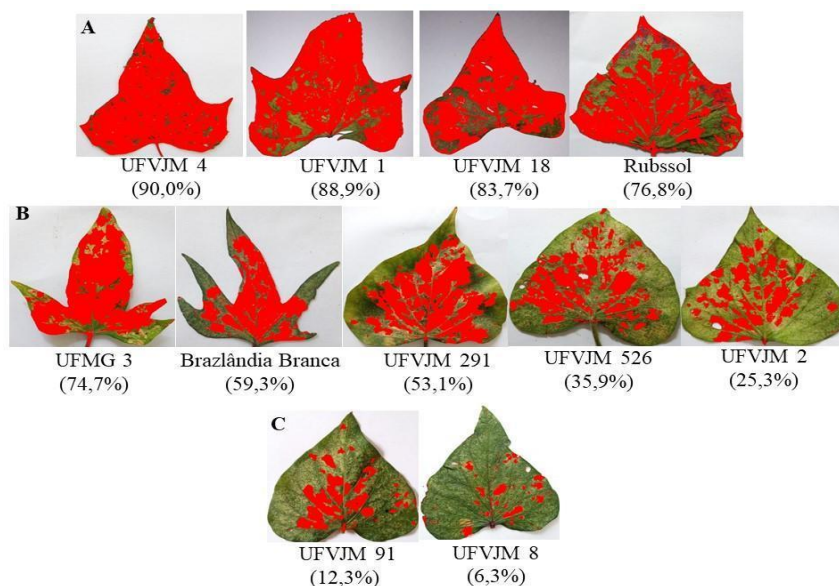 A
UFVJM 4
(90,0%)
UFVJM 1
(88,9%)
UFVJM 18
(83,7%)
Rubssol
(76,8%)
B
UFMG 3
(74,7%)
Brazlândia Branca
(59,3%)
UFVJM 291
(53,1%)
UFVJM 526
(35,9%)
UFVJM 2
(25,3%)
C
UFVJM 91
(12,3%)
UFVJM 8
(6,3%)